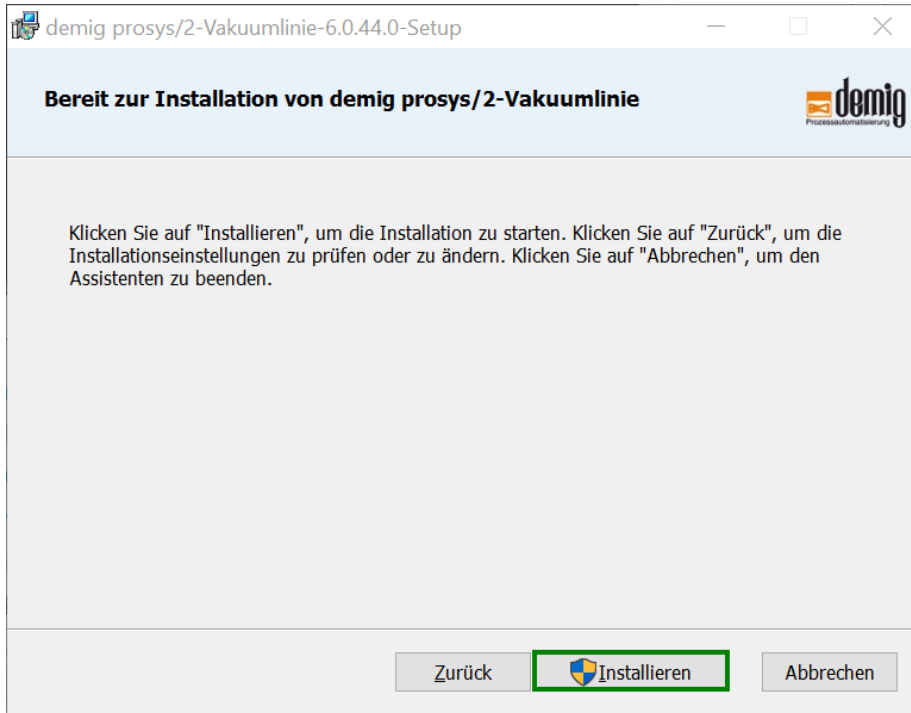 demig prosys/2-Vakuumlinie-6.0.44.0-Setup
Bereit zur Installation von demig prosys/2-Vakuumlinie
demig
Prozessautomatisierung
Klicken Sie auf "Installieren", um die Installation zu starten. Klicken Sie auf "Zurück", um die
Installationseinstellungen zu prüfen oder zu ändern. Klicken Sie auf "Abbrechen", um den
Assistenten zu beenden.
Zurück
Installieren
Abbrechen